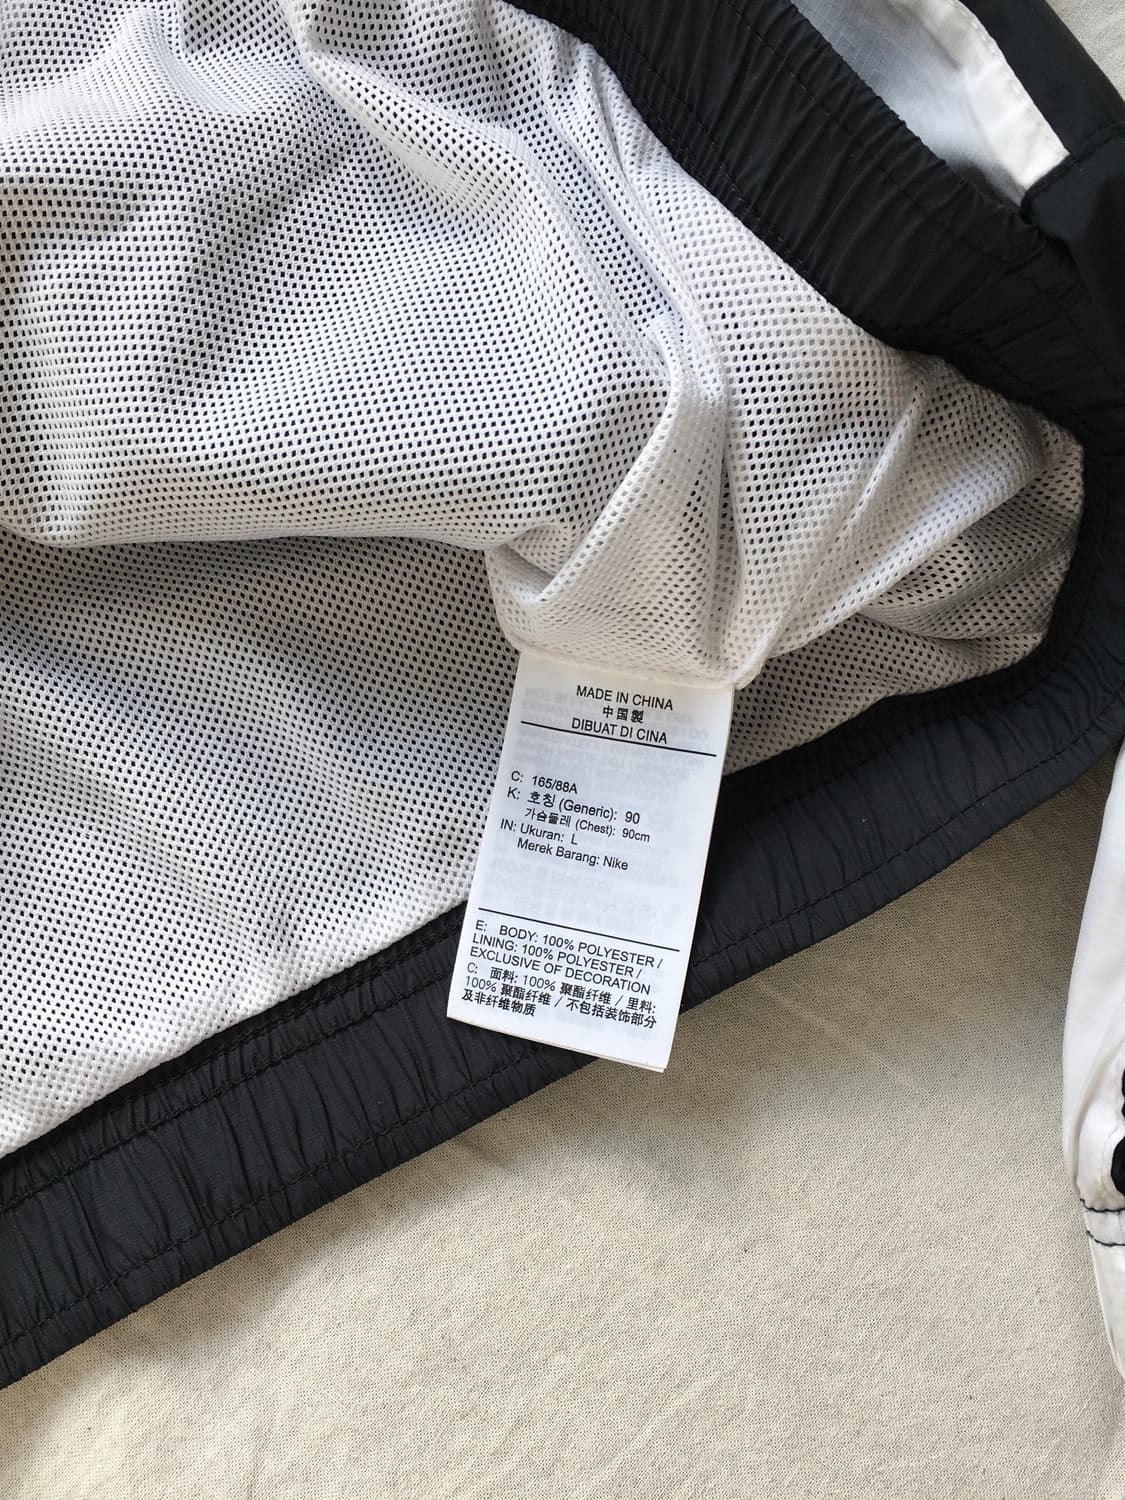 MADE IN CHINA
中国製
DIBUAT DI CINA
C: 165/88A
K: 호칭 (Generic): 90
가슴둘레 (Chest): 90cm
IN: Ukuran: L
Merek Barang: Nike
E: BODY: 100% POLYESTER /
LINING: 100% POLYESTER /
EXCLUSIVE OF DECORATION
C: 面料: 100% 聚酯纤维 / 里料:
100% 聚酯纤维 / 不包括装饰部分
及非纤维物质